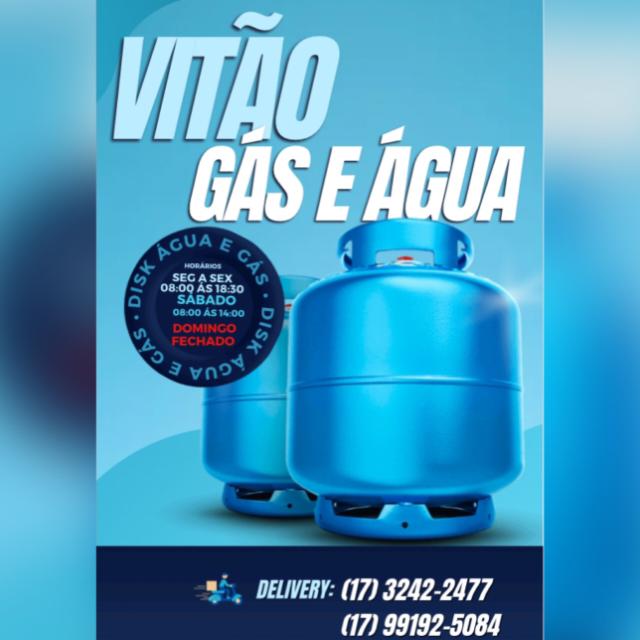 VITÃO
GÁS E ÁGUA
DISK ÁGUA E GÁS • DISK ÁGUA E GÁS •
HORÁRIOS
SEG A SEX
08:00 ÁS 18:30
SÁBADO
08:00 ÁS 14:00
DOMINGO
FECHADO
DELIVERY: (17) 3242-2477
(17) 99192-5084